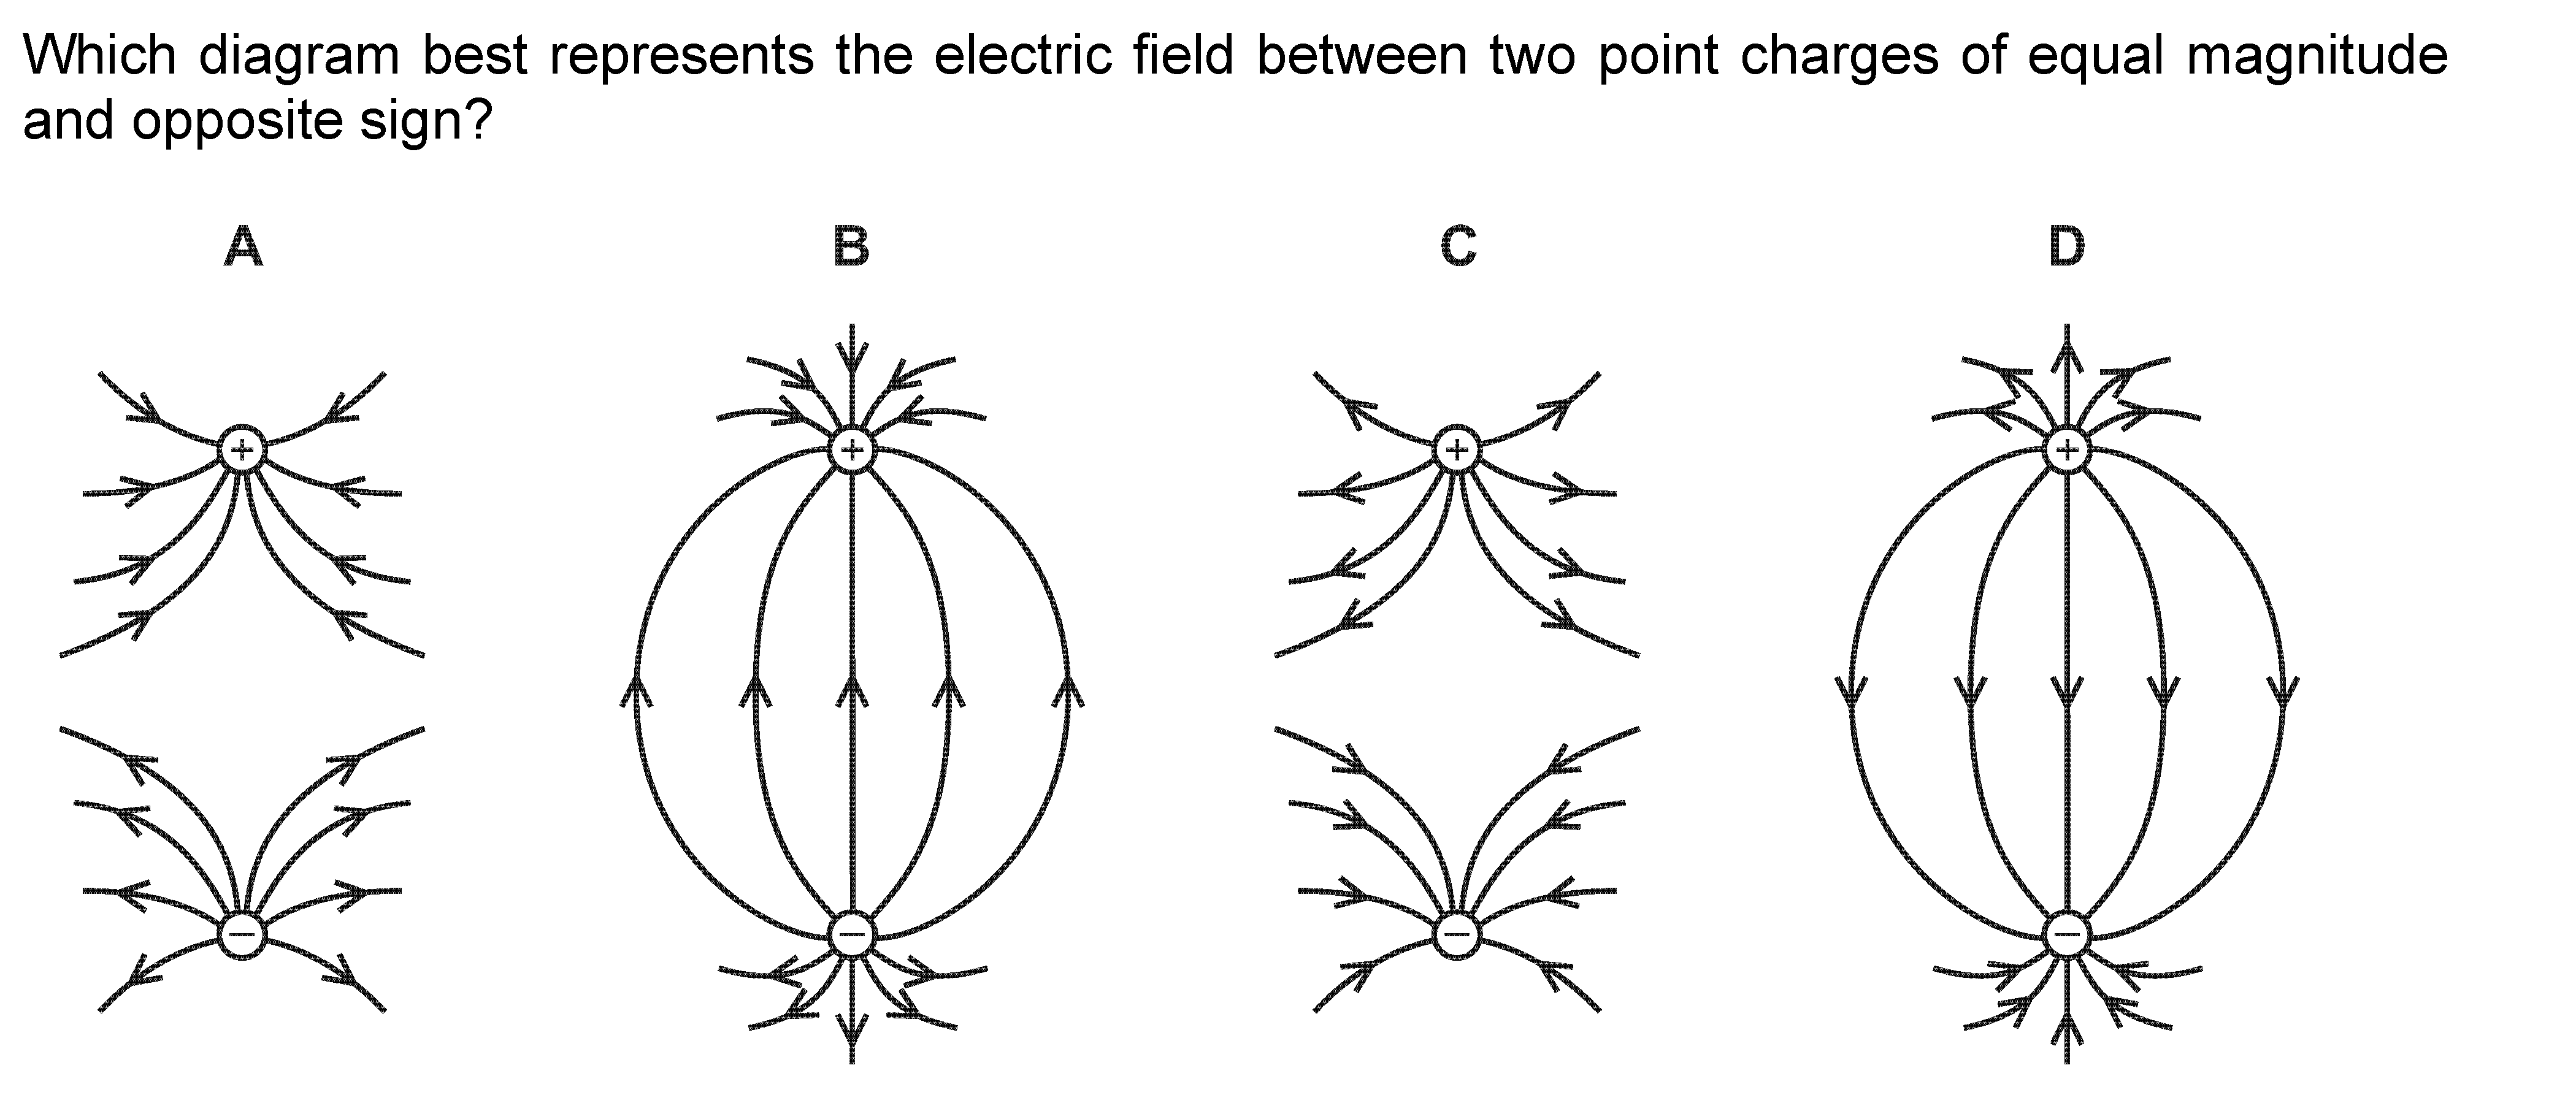 Which diagram best represents the electric field between two point charges of equal magnitude
and opposite sign?
A B C D
+ + + +
− − − −